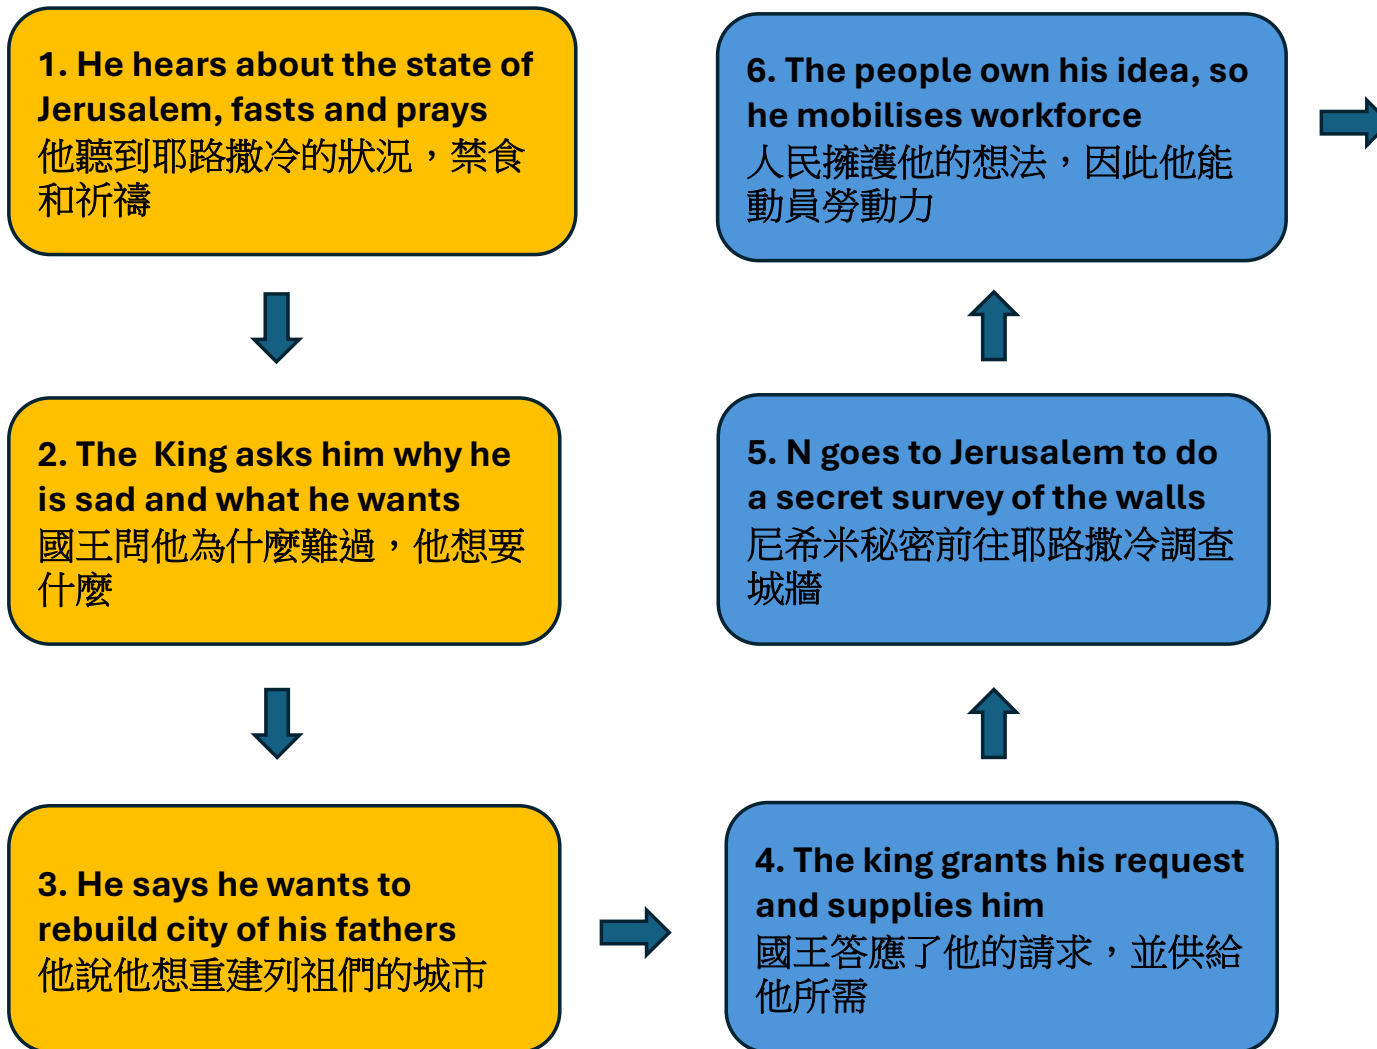 1. He hears about the state of
Jerusalem, fasts and prays
他聽到耶路撒冷的狀況，禁食
和祈禱
2. The  King asks him why he
is sad and what he wants
國王問他為什麼難過，他想要
什麼
3. He says he wants to
rebuild city of his fathers
他說他想重建列祖們的城市
4. The king grants his request
and supplies him
國王答應了他的請求，並供給
他所需
5. N goes to Jerusalem to do
a secret survey of the walls
尼希米秘密前往耶路撒冷調查
城牆
6. The people own his idea, so
he mobilises workforce
人民擁護他的想法，因此他能
動員勞動力